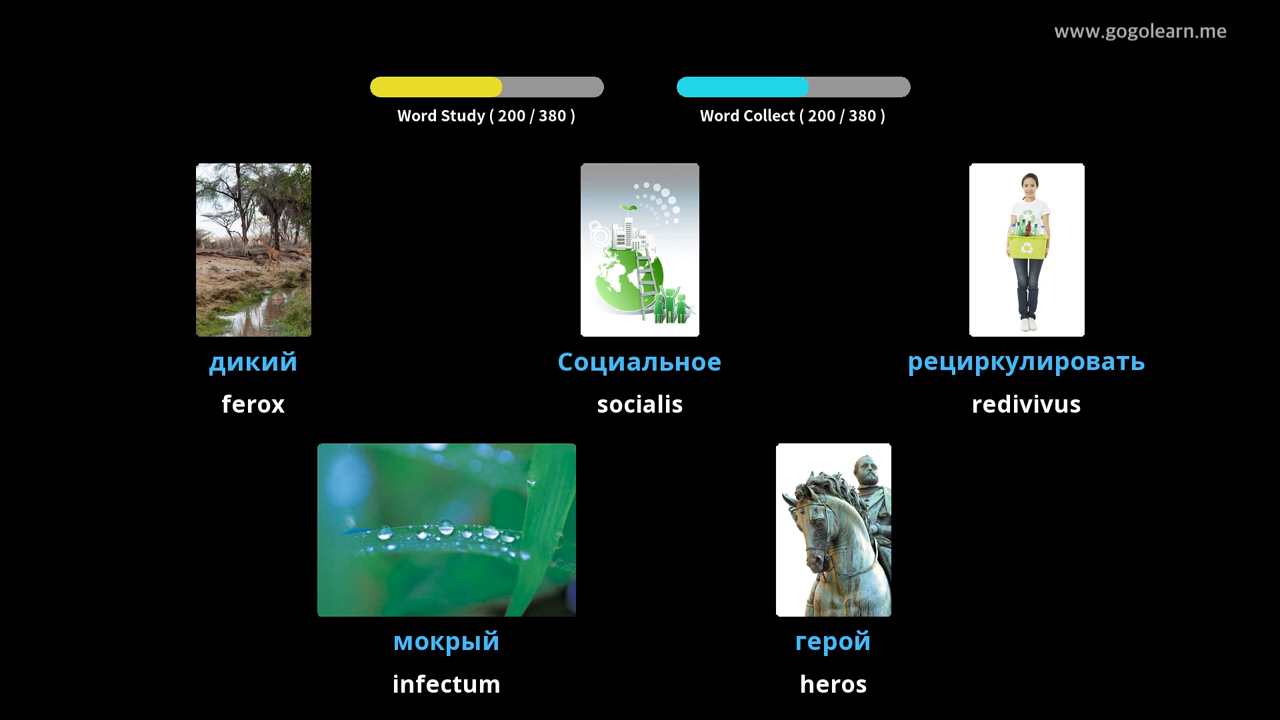 www.gogolearn.me
Word Study ( 200 / 380 )
Word Collect ( 200 / 380 )
дикий
Социальное
рециркулировать
ferox
socialis
redivivus
мокрый
герой
infectum
heros